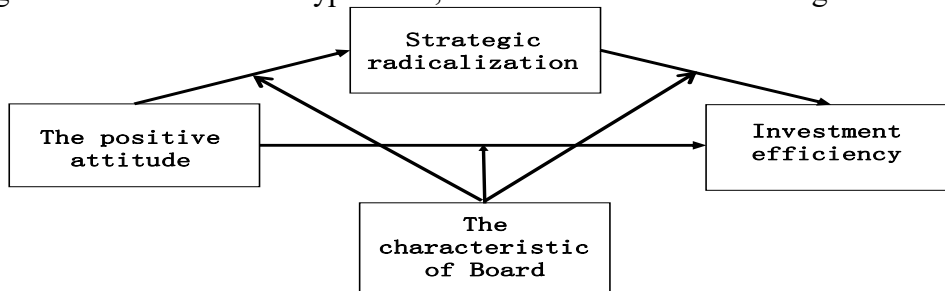 Strategic
radicalization
The positive
attitude
Investment
efficiency
The
characteristic
of Board